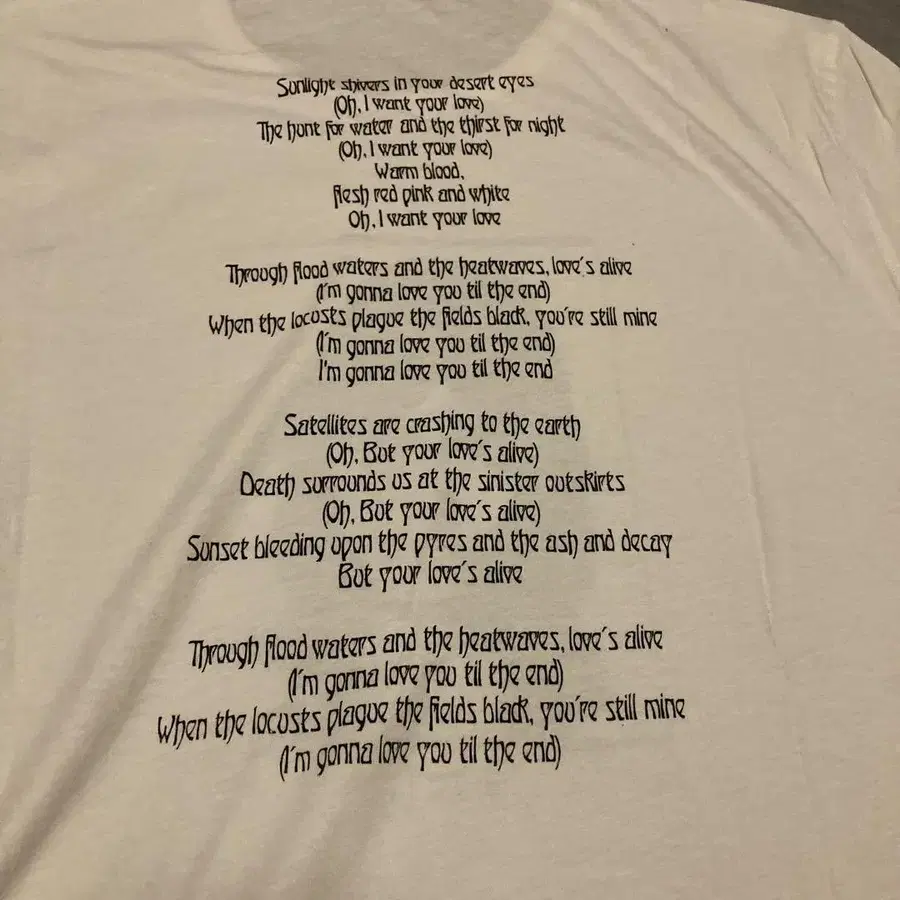 Sunlight shivers in your desert eyes
(Oh, I want your love)
The hunt for water and the thirst for night
(Oh, I want your love)
Warm blood,
flesh red pink and white
Oh, I want your love
Through flood waters and the heatwaves, love's alive
(I'm gonna love you til the end)
When the locusts plague the fields black, you're still mine
(I'm gonna love you til the end)
I'm gonna love you til the end
Satellites are crashing to the earth
(Oh, But your love's alive)
Death surrounds us at the sinister outskirts
(Oh, But your love's alive)
Sunset bleeding upon the pyres and the ash and decay
But your love's alive
Through flood waters and the heatwaves, love's alive
(I'm gonna love you til the end)
When the locusts plague the fields black, you're still mine
(I'm gonna love you til the end)